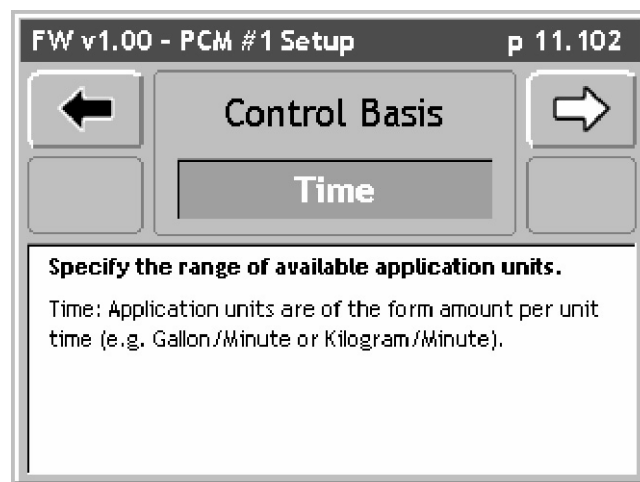 FW v1.00 - PCM #1 Setup p 11.102
Control Basis
Time
Specify the range of available application units.
Time: Application units are of the form amount per unit
time (e.g. Gallon/Minute or Kilogram/Minute).